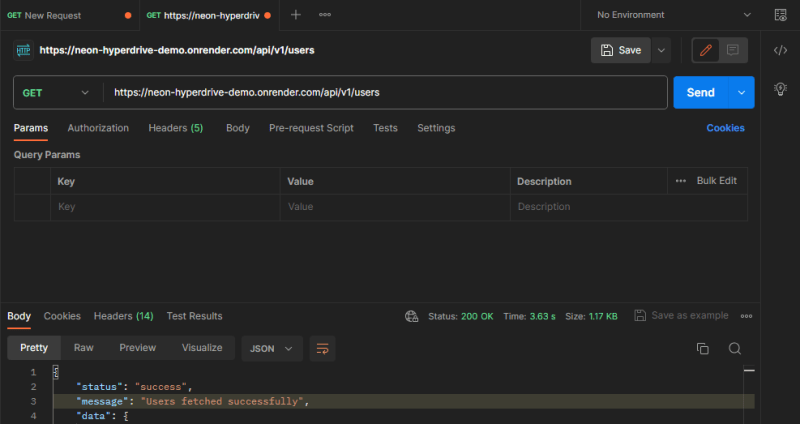 GET New Request
GET https://neon-hyperdriv
No Environment
HTTP
https://neon-hyperdrive-demo.onrender.com/api/v1/users
Save
GET
https://neon-hyperdrive-demo.onrender.com/api/v1/users
Send
Params Authorization Headers (5) Body Pre-request Script Tests Settings Cookies
Query Params
Key Value Description Bulk Edit
Key Value Description
Body Cookies Headers (14) Test Results Status: 200 OK Time: 3.63 s Size: 1.17 KB Save as example
Pretty Raw Preview Visualize JSON
1 {
2 "status": "success",
3 "message": "Users fetched successfully",
4 "data": {